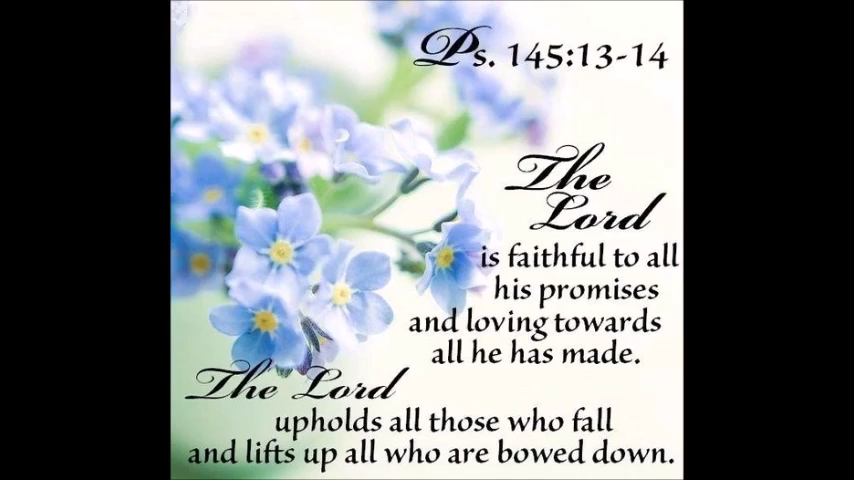 Ps. 145:13-14
The
Lord
is faithful to all
his promises
and loving towards
all he has made.
The Lord
upholds all those who fall
and lifts up all who are bowed down.